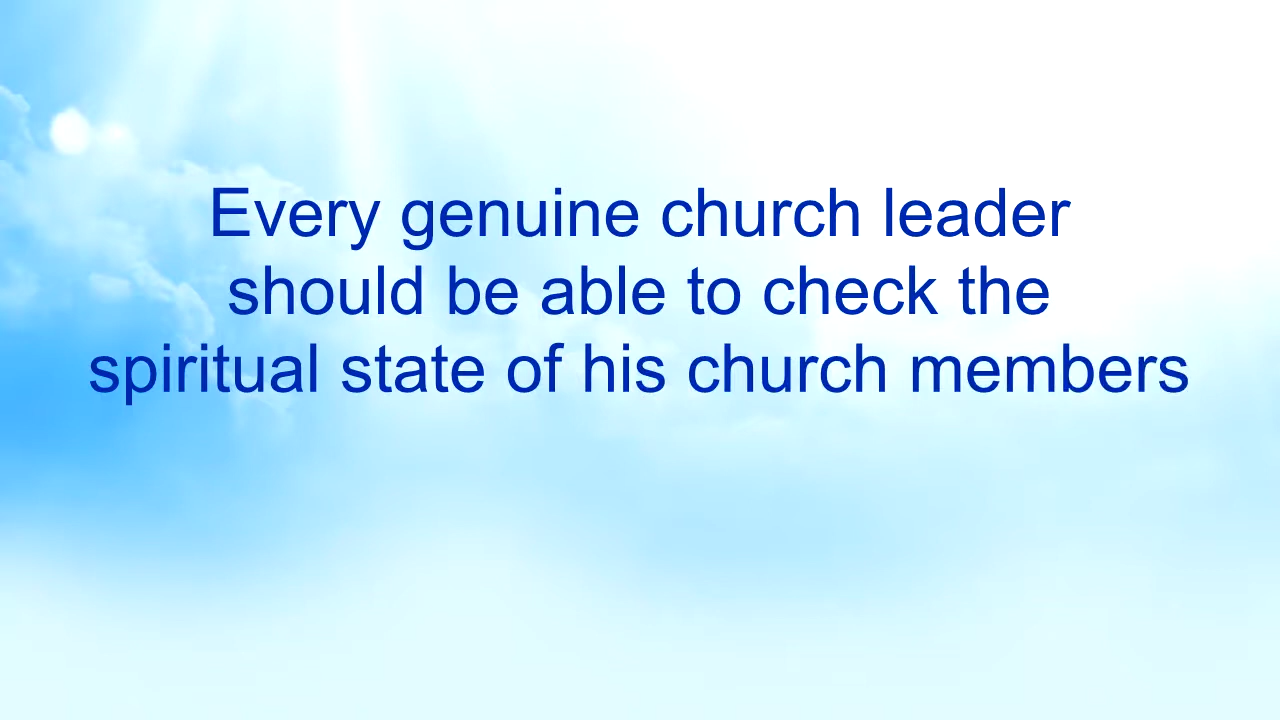 Every genuine church leader
should be able to check the
spiritual state of his church members